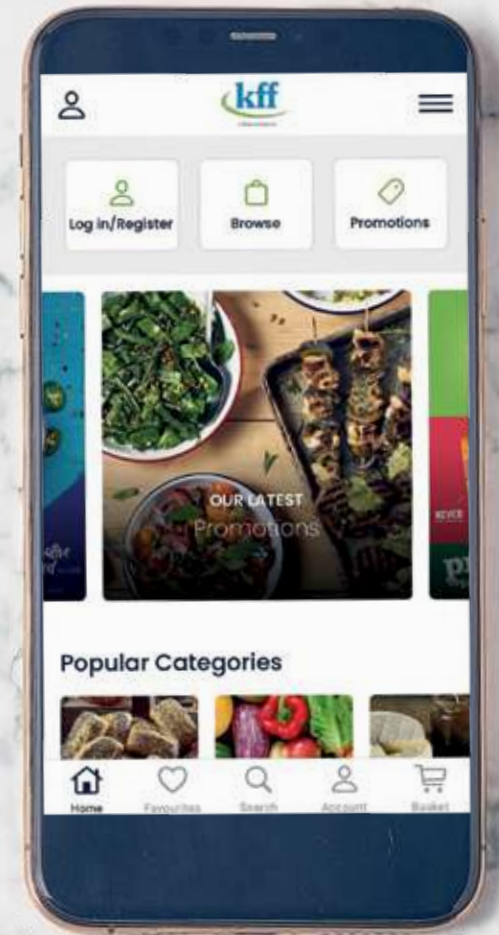 kff
Log in/Register
Browse
Promotions
OUR LATEST
Promotions
Popular Categories
Home
Favourites
Search
Account
Basket